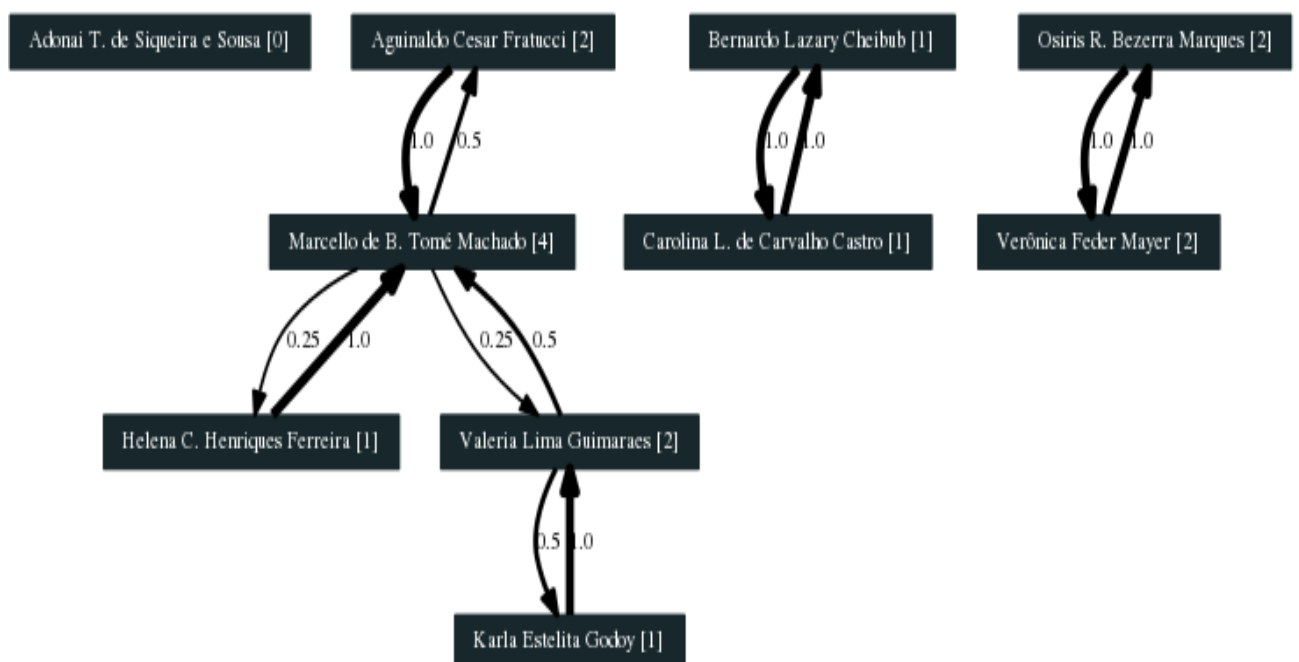 Adonai T. de Siqueira e Sousa [0]
Aguinaldo Cesar Fratucci [2]
Bernardo Lazary Cheibub [1]
Osiris R. Bezerra Marques [2]
1.0
0.5
1.0
1.0
1.0
1.0
Marcello de B. Tomé Machado [4]
Carolina L. de Carvalho Castro [1]
Verônica Feder Mayer [2]
0.25
1.0
0.25
0.5
Helena C. Henriques Ferreira [1]
Valeria Lima Guimaraes [2]
0.5
1.0
Karla Estelita Godoy [1]